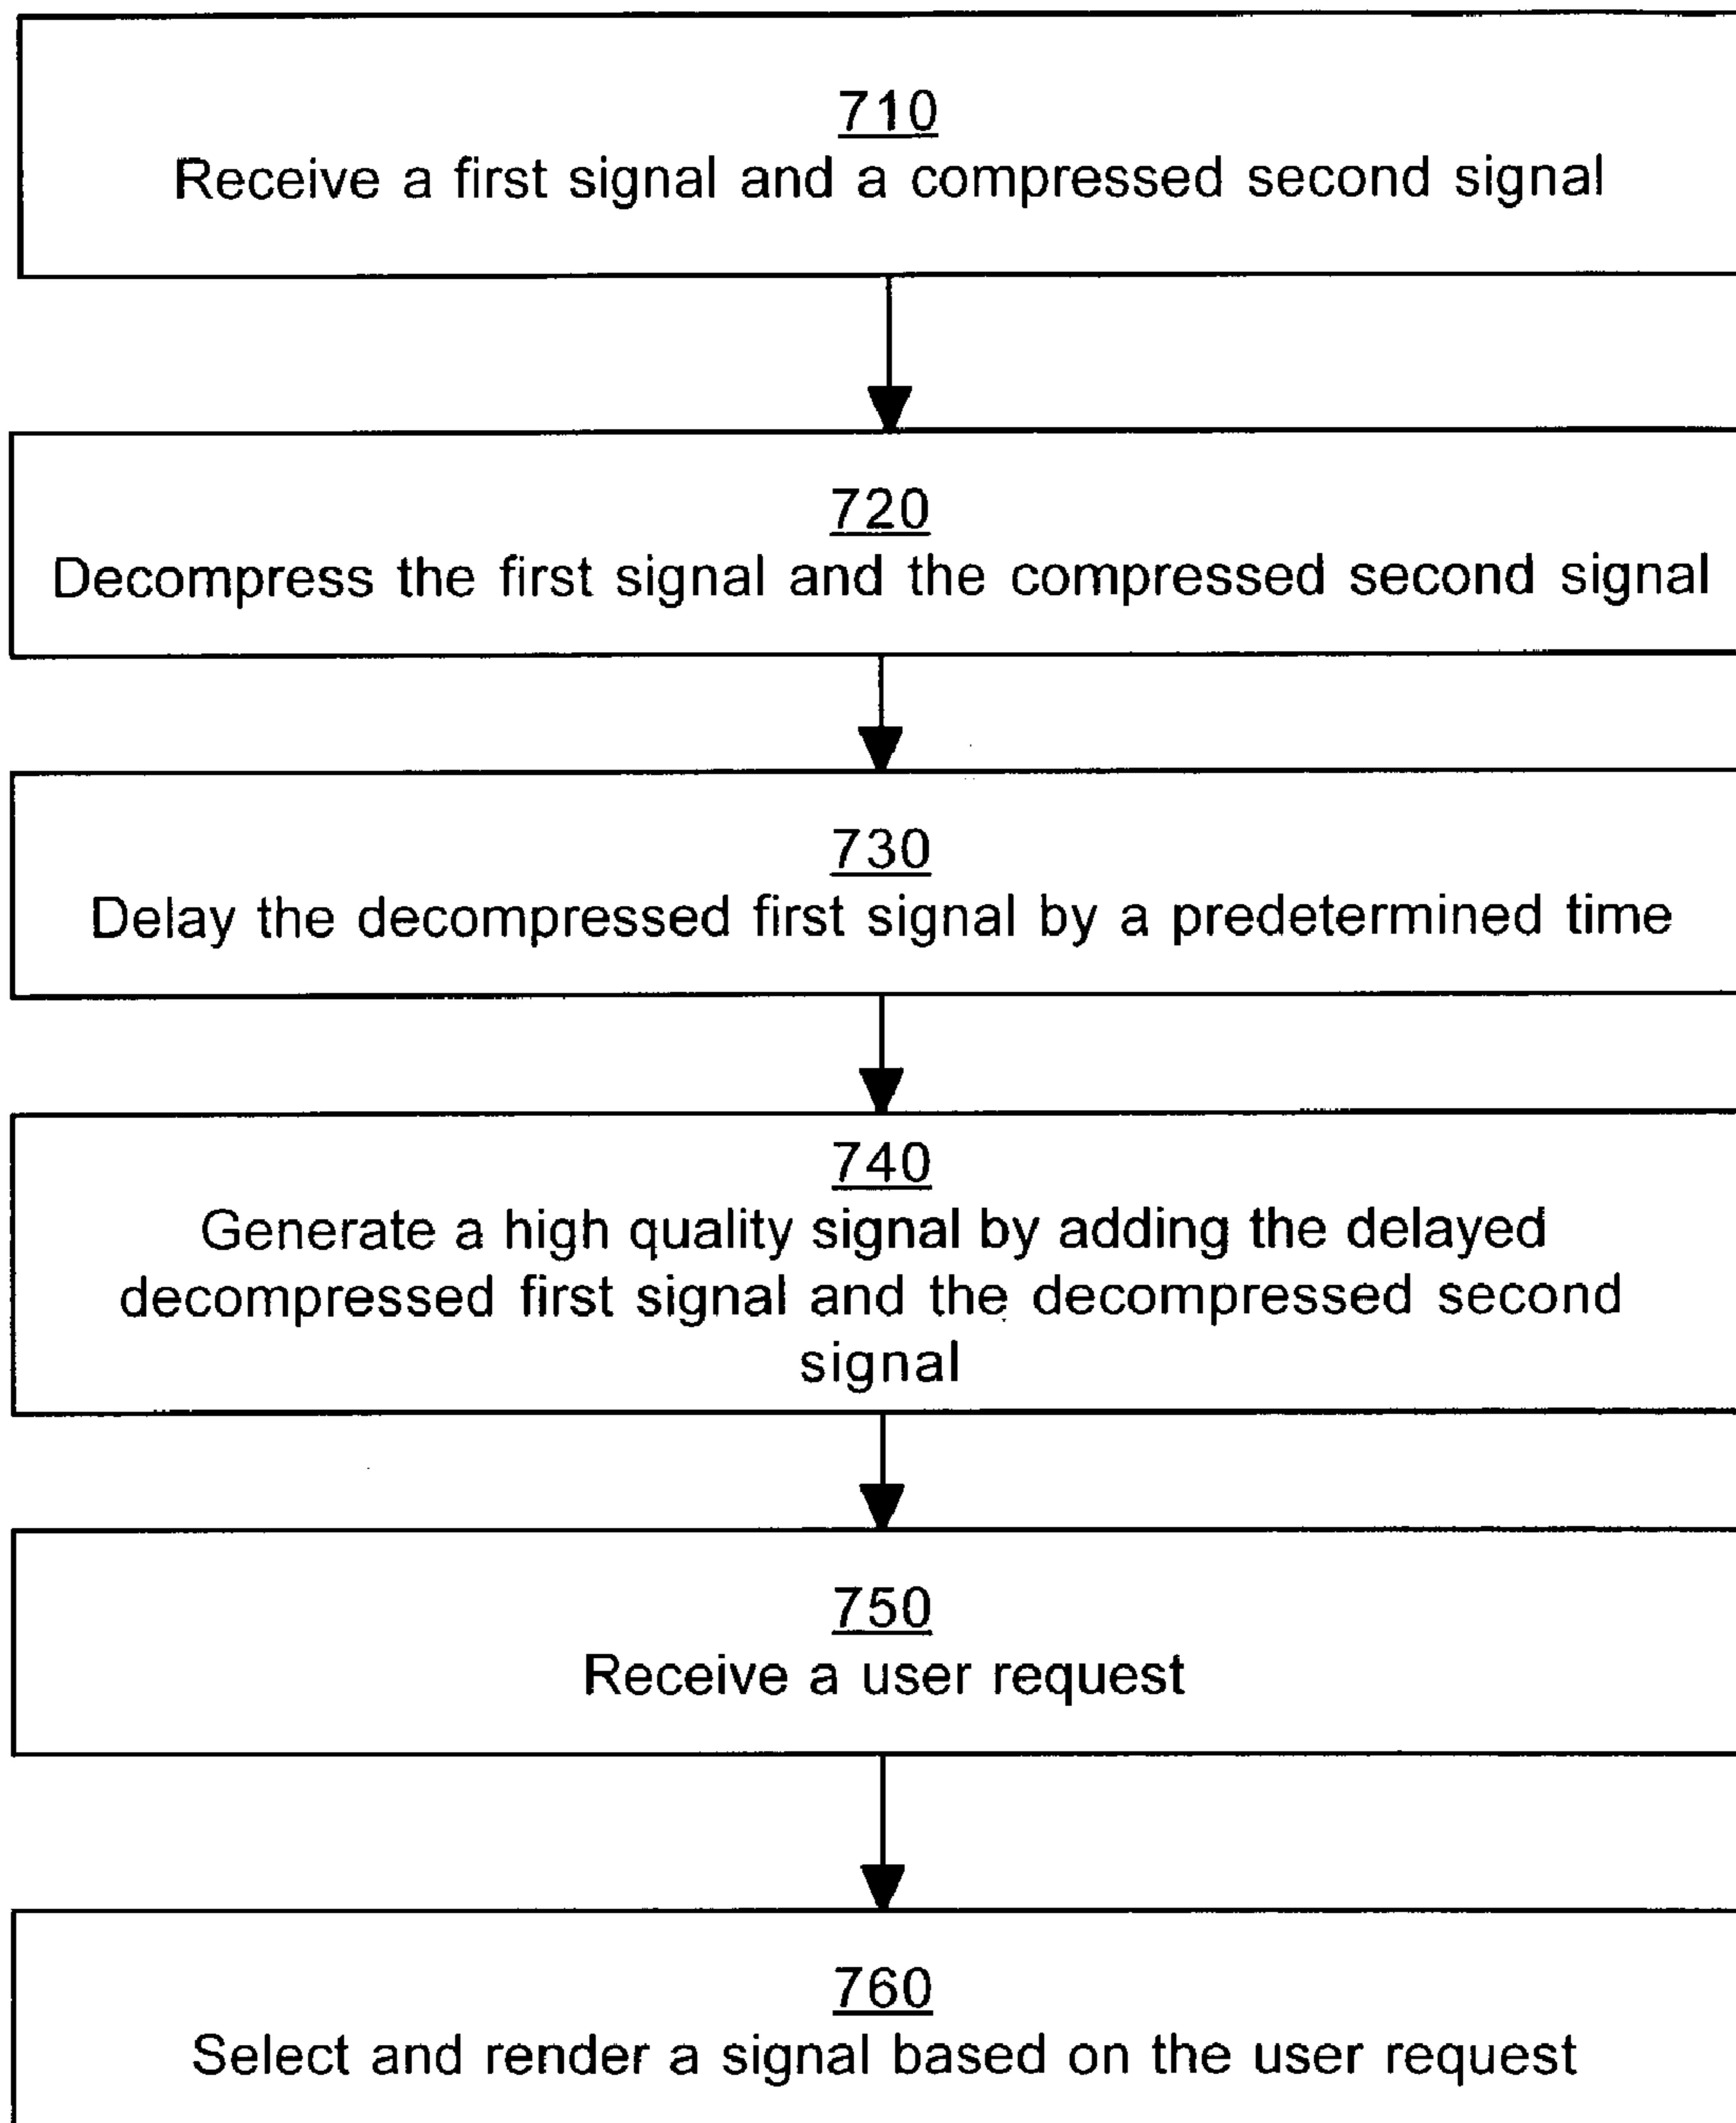 710
Receive a first signal and a compressed second signal
720
Decompress the first signal and the compressed second signal
730
Delay the decompressed first signal by a predetermined time
740
Generate a high quality signal by adding the delayed
decompressed first signal and the decompressed second
signal
750
Receive a user request
760
Select and render a signal based on the user request